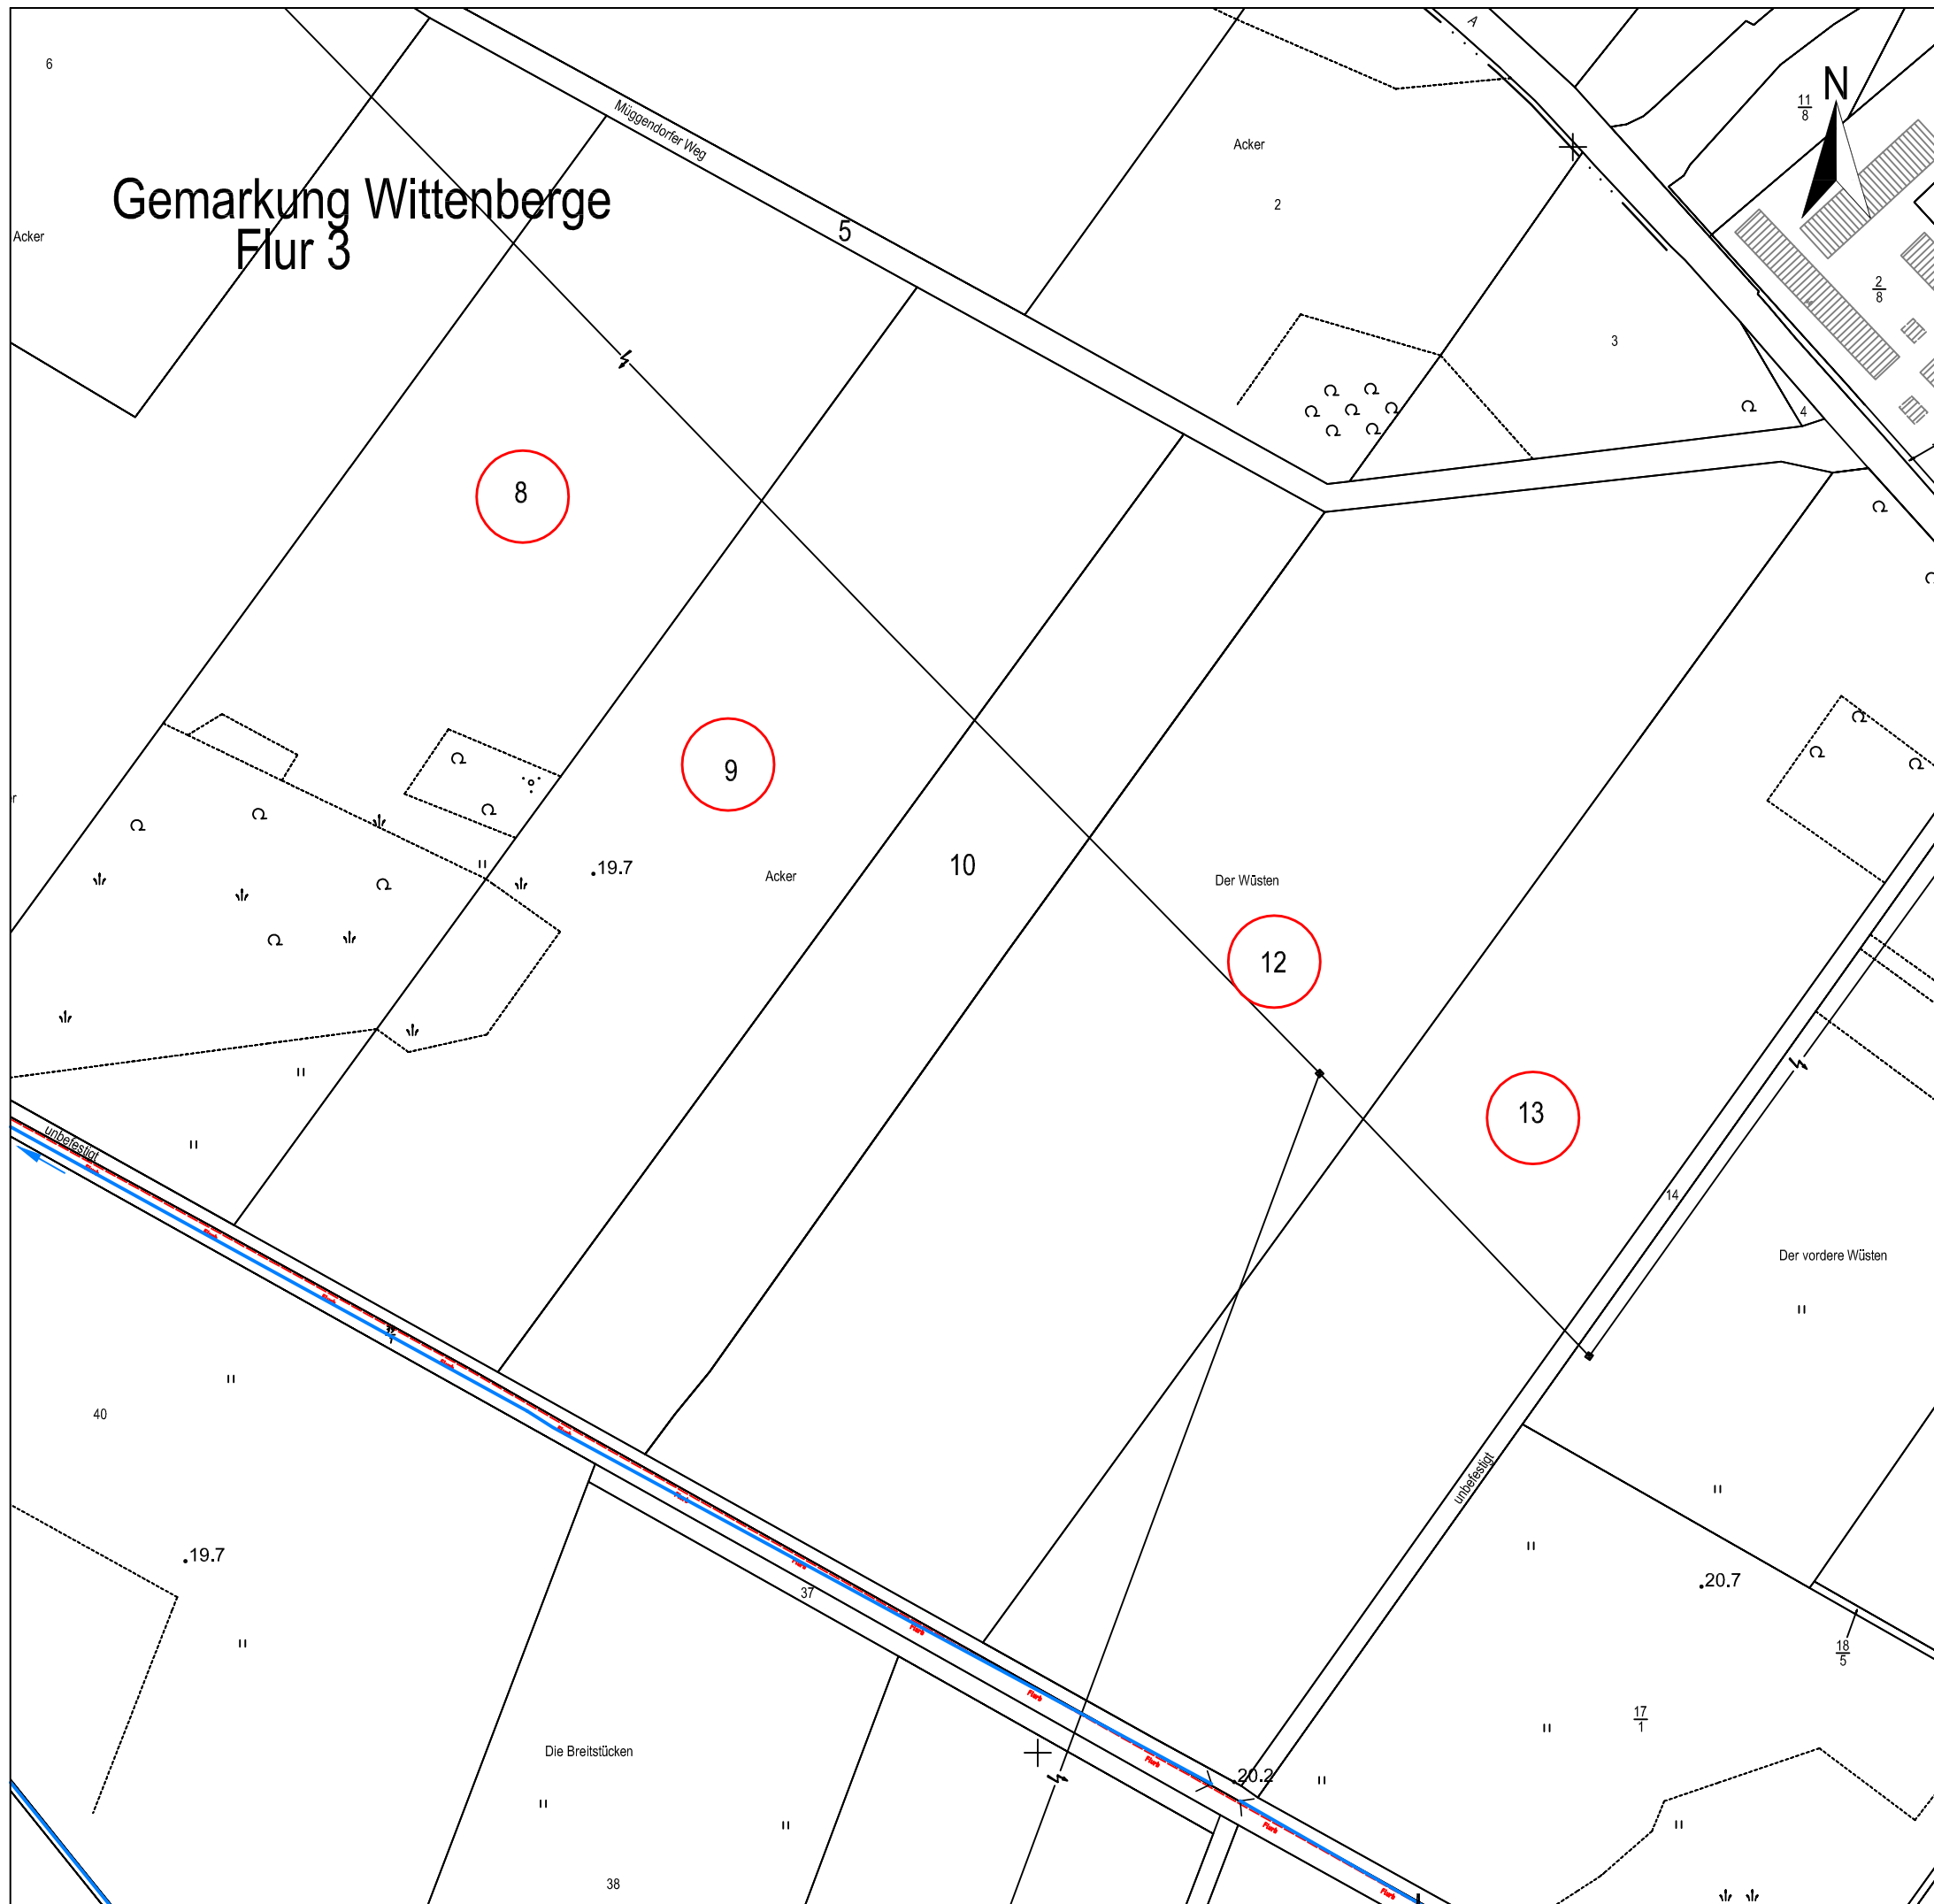 6
A
N
11
8
Müggendorfer Weg
Acker
Gemarkung Wittenberge
Flur 3
2
5
Acker
2
8
3
4
8
9
19.7
Acker
10
Der Wüsten
12
13
unbefestigt
14
Der vordere Wüsten
40
unbefestigt
19.7
20.7
37
18
5
17
1
Die Breitstücken
20.2
38